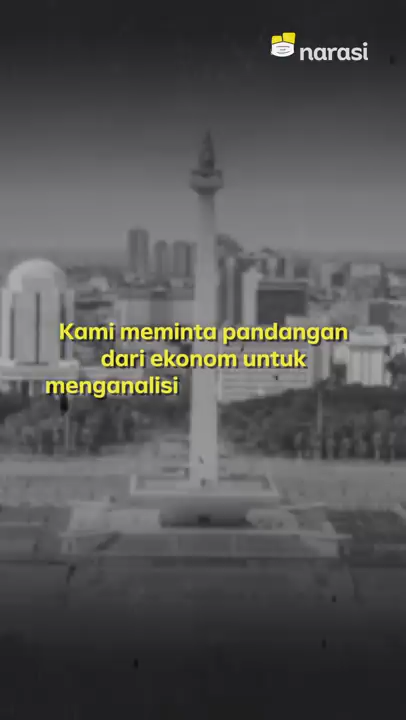 narasi
Kami meminta pandangan
dari ekonom untuk
menganalisi